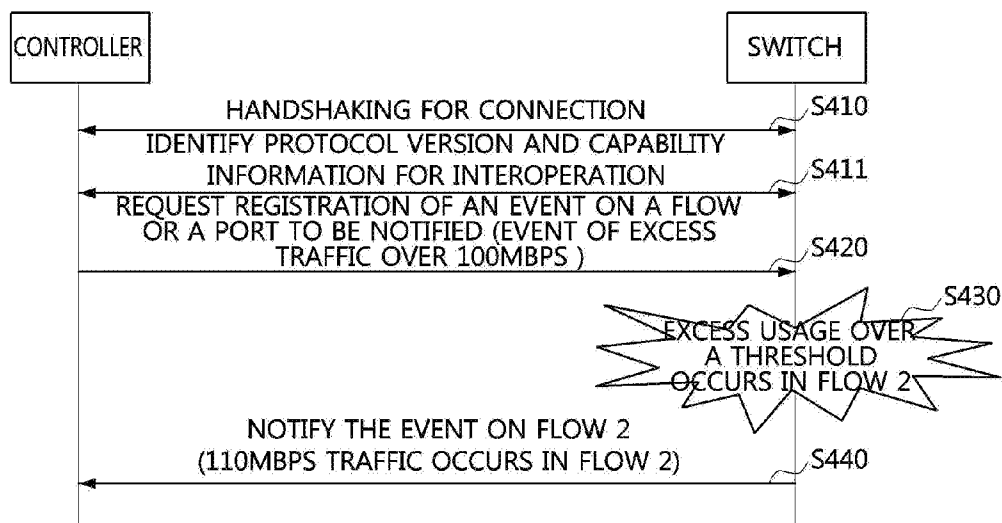 CONTROLLER
SWITCH
HANDSHAKING FOR CONNECTION
S410
IDENTIFY PROTOCOL VERSION AND CAPABILITY
INFORMATION FOR INTEROPERATION
S411
REQUEST REGISTRATION OF AN EVENT ON A FLOW
OR A PORT TO BE NOTIFIED (EVENT OF EXCESS
TRAFFIC OVER 100MBPS )
S420
S430
EXCESS USAGE OVER
A THRESHOLD
OCCURS IN FLOW 2
NOTIFY THE EVENT ON FLOW 2
(110MBPS TRAFFIC OCCURS IN FLOW 2)
S440